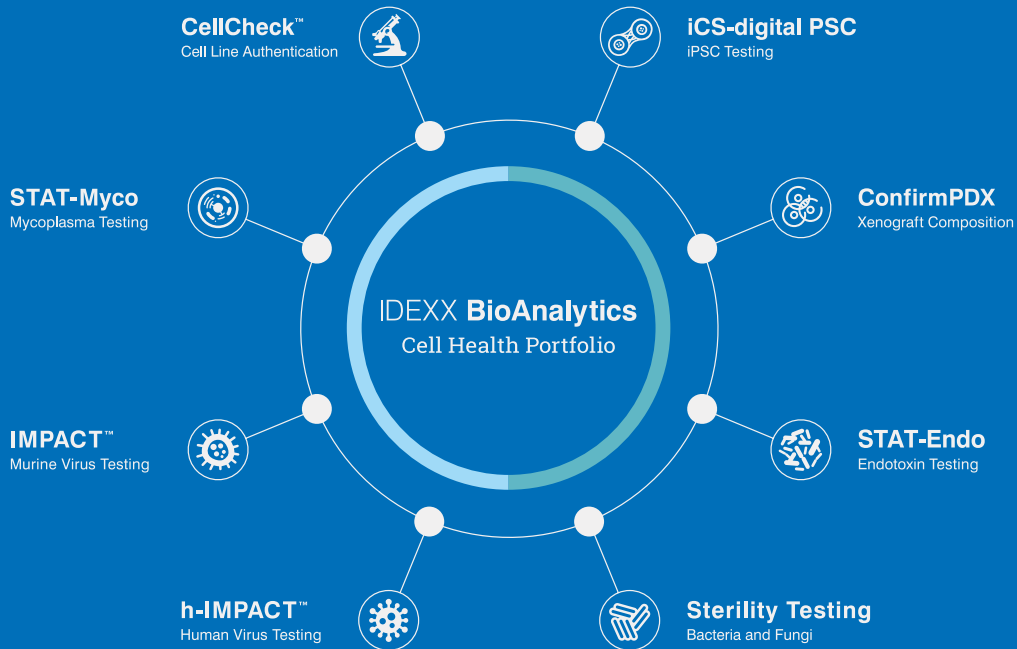 CellCheck™
Cell Line Authentication
iCS-digital PSC
iPSC Testing
STAT-Myco
Mycoplasma Testing
ConfirmPDX
Xenograft Composition
IDEXX BioAnalytics
Cell Health Portfolio
IMPACT™
Murine Virus Testing
STAT-Endo
Endotoxin Testing
h-IMPACT™
Human Virus Testing
Sterility Testing
Bacteria and Fungi